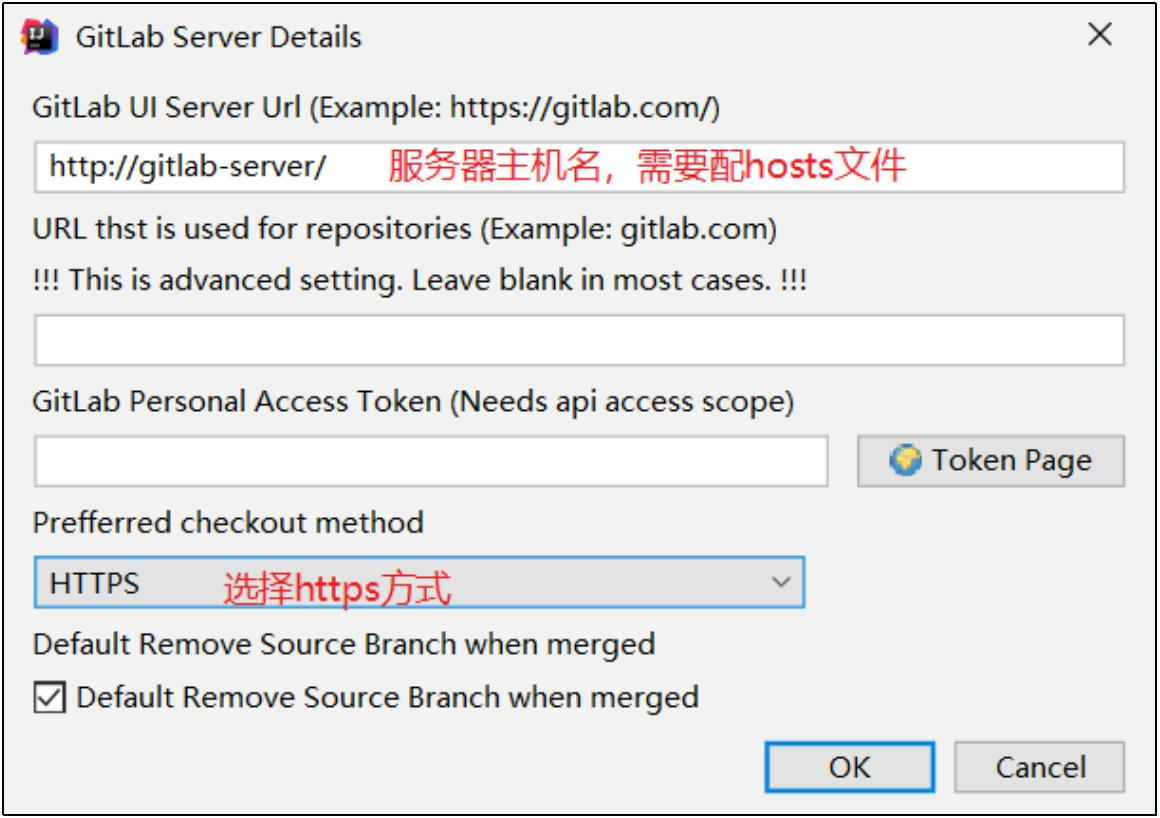 GitLab Server Details
GitLab UI Server Url (Example: https://gitlab.com/)
http://gitlab-server/ 服务器主机名，需要配hosts文件
URL thst is used for repositories (Example: gitlab.com)
!!! This is advanced setting. Leave blank in most cases. !!!
GitLab Personal Access Token (Needs api access scope)
Token Page
Prefferred checkout method
HTTPS 选择https方式
Default Remove Source Branch when merged
Default Remove Source Branch when merged
OK Cancel